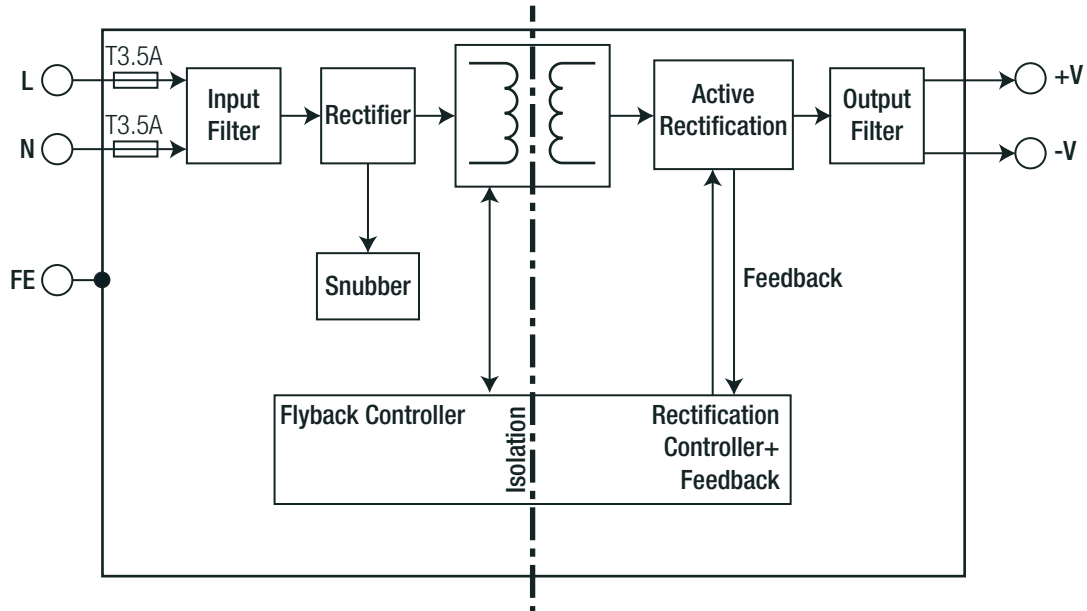 T3.5A
L
Input
Filter
Rectifier
Active
Rectification
Output
Filter
+V
T3.5A
N
-V
FE
Snubber
Feedback
Flyback Controller
Isolation
Rectification
Controller+
Feedback